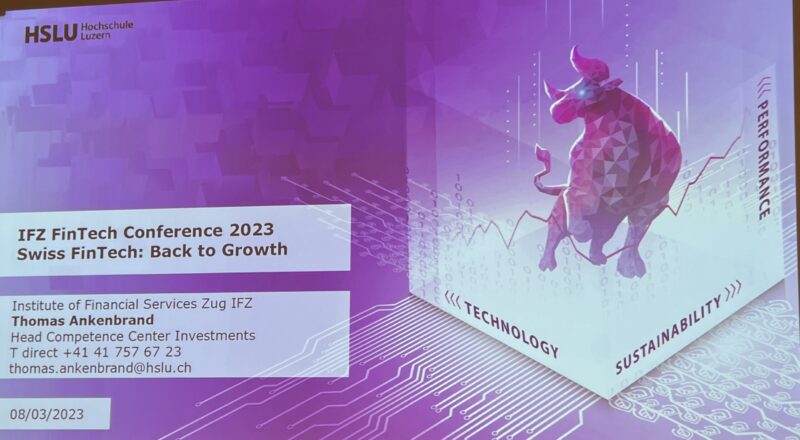 HSLU Hochschule
Luzern
IFZ FinTech Conference 2023
Swiss FinTech: Back to Growth
Institute of Financial Services Zug IFZ
Thomas Ankenbrand
Head Competence Center Investments
T direct +41 41 757 67 23
thomas.ankenbrand@hslu.ch
08/03/2023
PERFORMANCE
TECHNOLOGY
SUSTAINABILITY